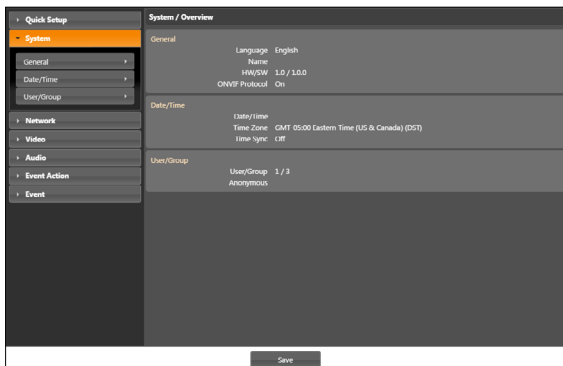 Quick Setup
System
General
Date/Time
User/Group
Network
Video
Audio
Event Action
Event
System / Overview
General
Language English
Name
HW/SW 1.0 / 1.0.0
ONVIF Protocol On
Date/Time
Date/Time
Time Zone GMT 05:00 Eastern Time (US & Canada) (DST)
Time Sync Off
User/Group
User/Group 1 / 3
Anonymous
Save